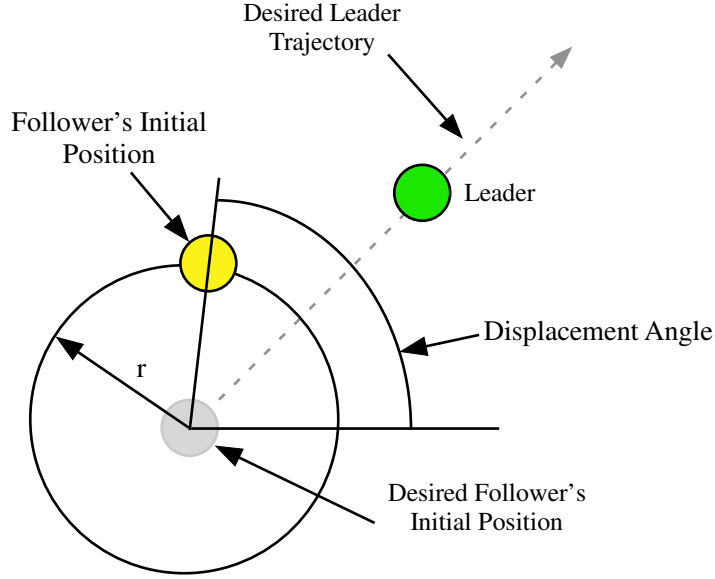 Desired Leader
Trajectory
Follower's Initial
Position
Leader
Displacement Angle
r
Desired Follower's
Initial Position